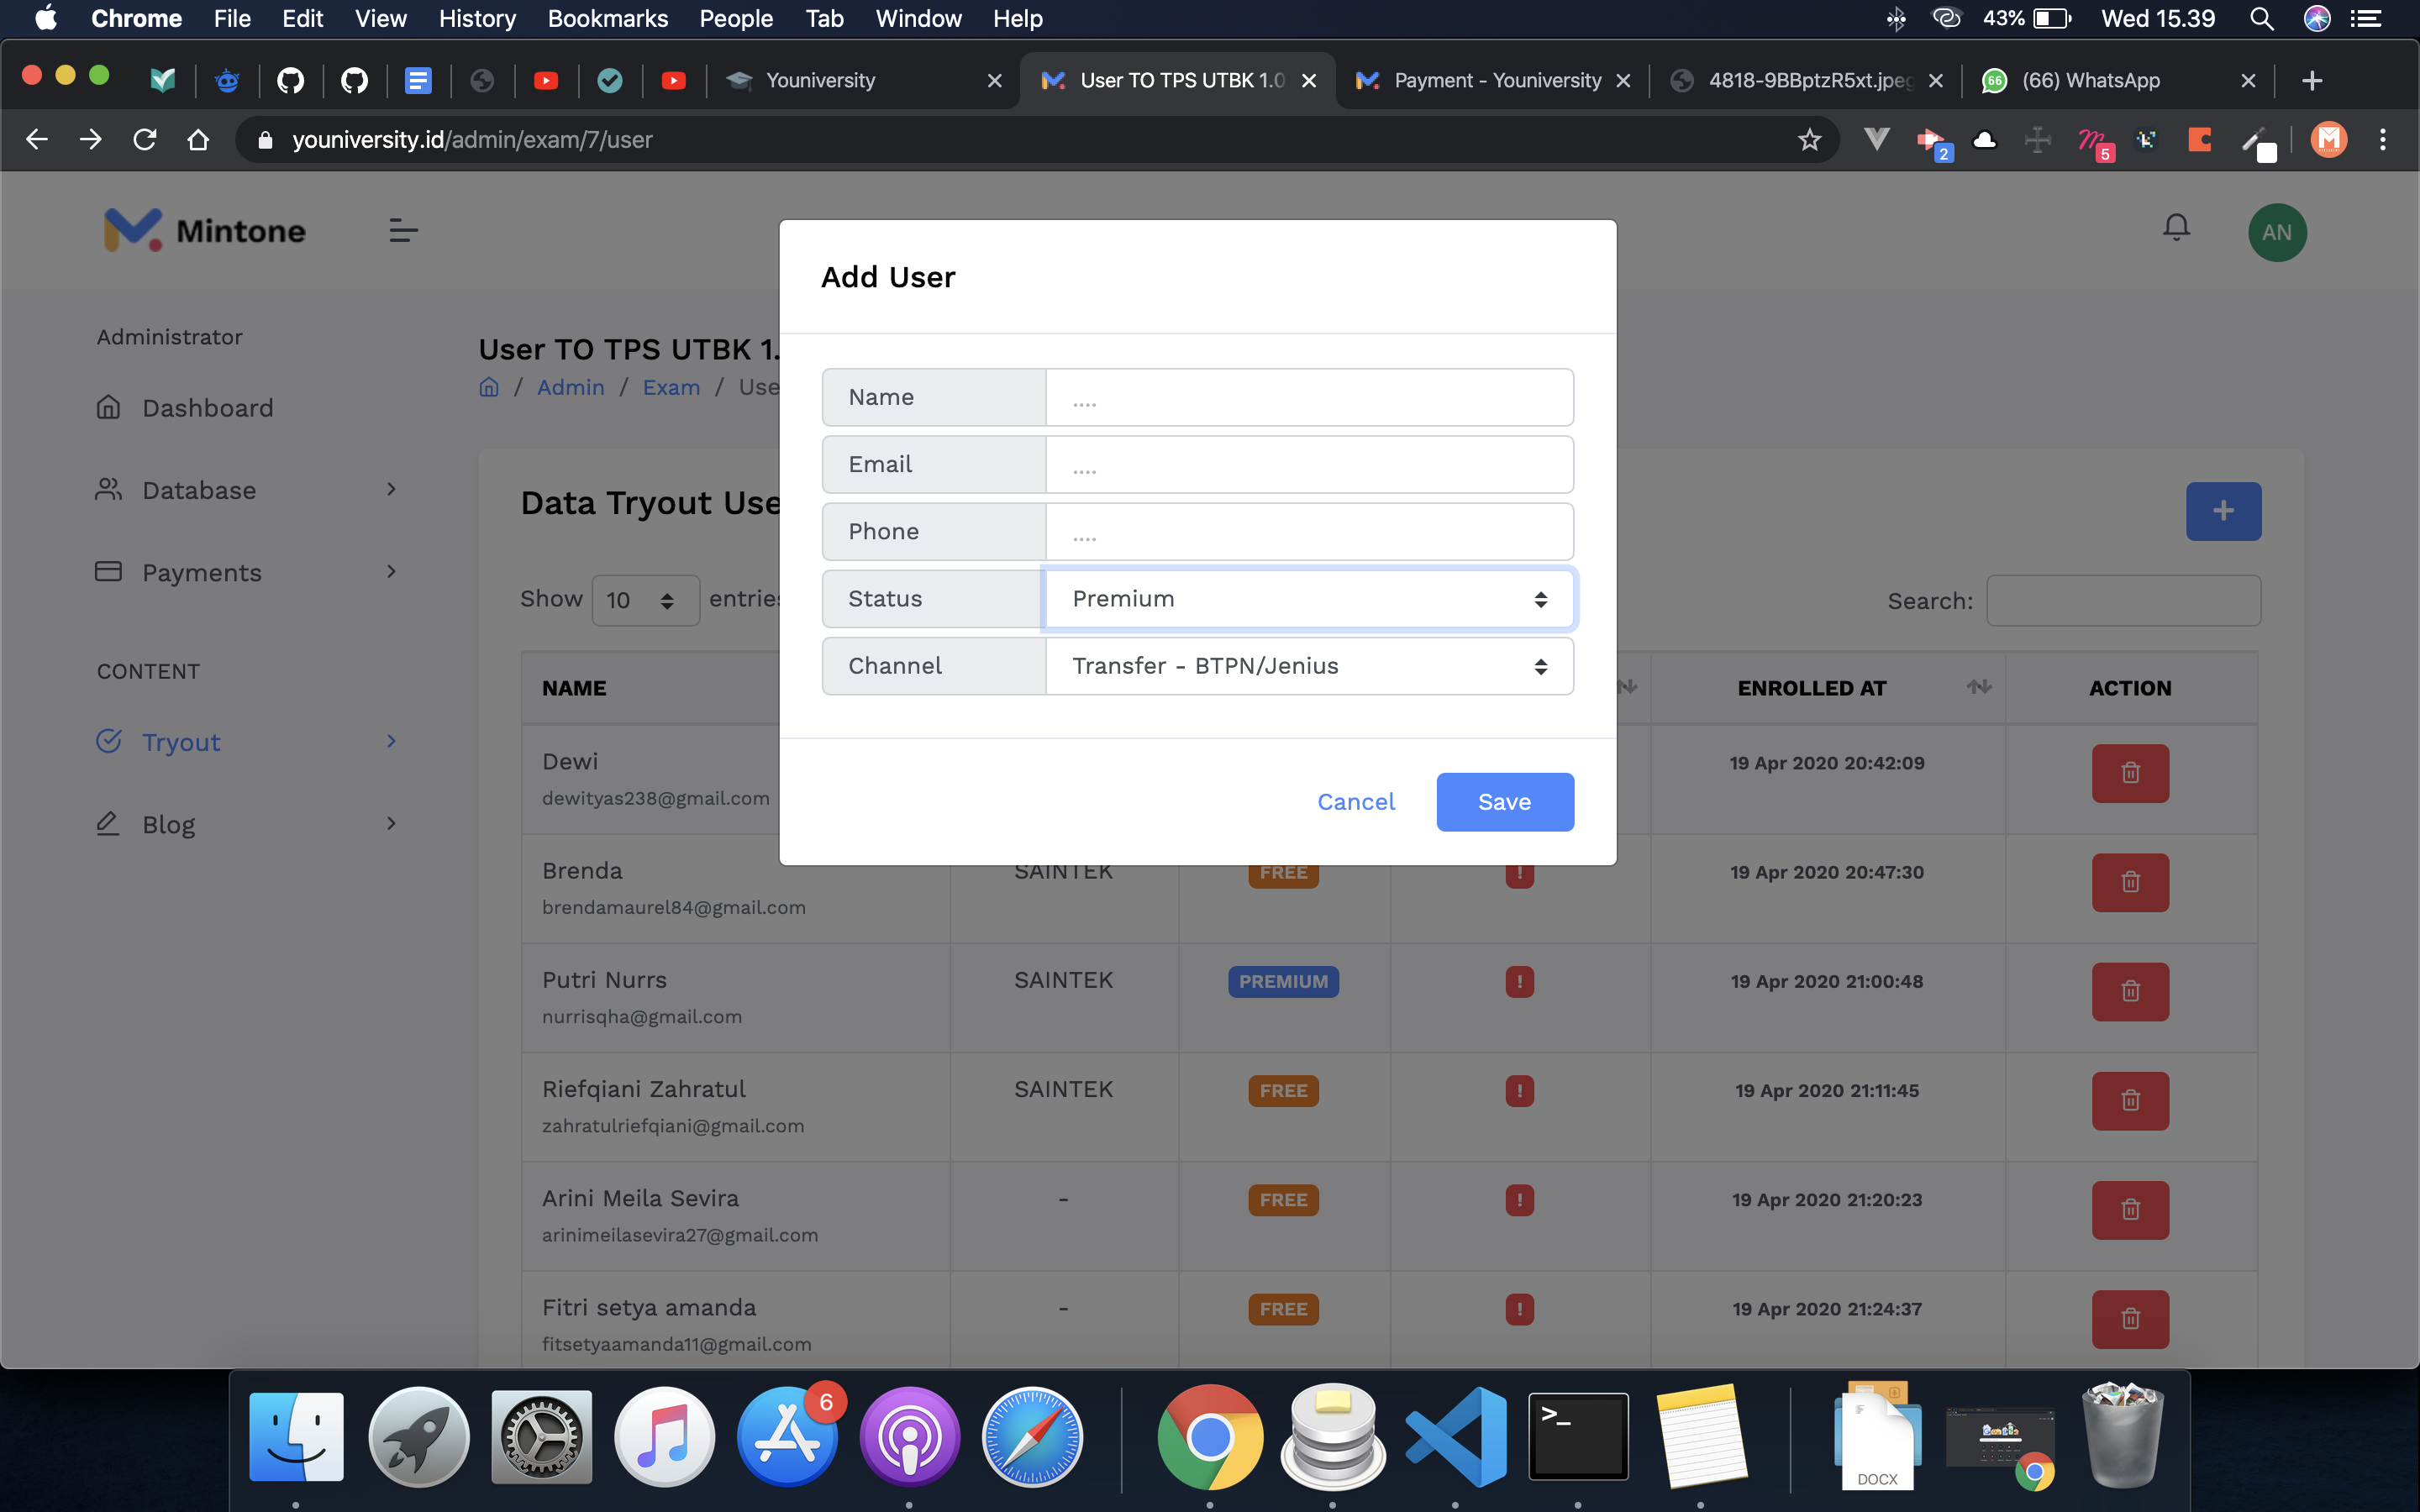 Chrome File Edit View History Bookmarks People Tab Window Help 43% Wed 15.39
Youniversity User TO TPS UTBK 1.0 Payment - Youniversity 4818-9BBptzR5xt.jpeg 66 (66) WhatsApp
youniversity.id/admin/exam/7/user 2 5 M
Mintone AN
Add User
Administrator
User TO TPS UTBK 1.
/ Admin / Exam / Use
Dashboard
Name ....
Email ....
Database
Data Tryout Use
Phone ....
Payments
Show 10 entries
Status Premium
Search:
Channel Transfer - BTPN/Jenius
CONTENT
NAME ENROLLED AT ACTION
Tryout
Dewi 19 Apr 2020 20:42:09
dewityas238@gmail.com
Cancel Save
Blog
Brenda SAINTEK FREE ! 19 Apr 2020 20:47:30
brendamaurel84@gmail.com
Putri Nurrs SAINTEK PREMIUM ! 19 Apr 2020 21:00:48
nurrisqha@gmail.com
Riefqiani Zahratul SAINTEK FREE ! 19 Apr 2020 21:11:45
zahratulriefqiani@gmail.com
Arini Meila Sevira - FREE ! 19 Apr 2020 21:20:23
arinimeilasevira27@gmail.com
Fitri setya amanda - FREE ! 19 Apr 2020 21:24:37
fitsetyaamanda11@gmail.com
6
>_
DOCX